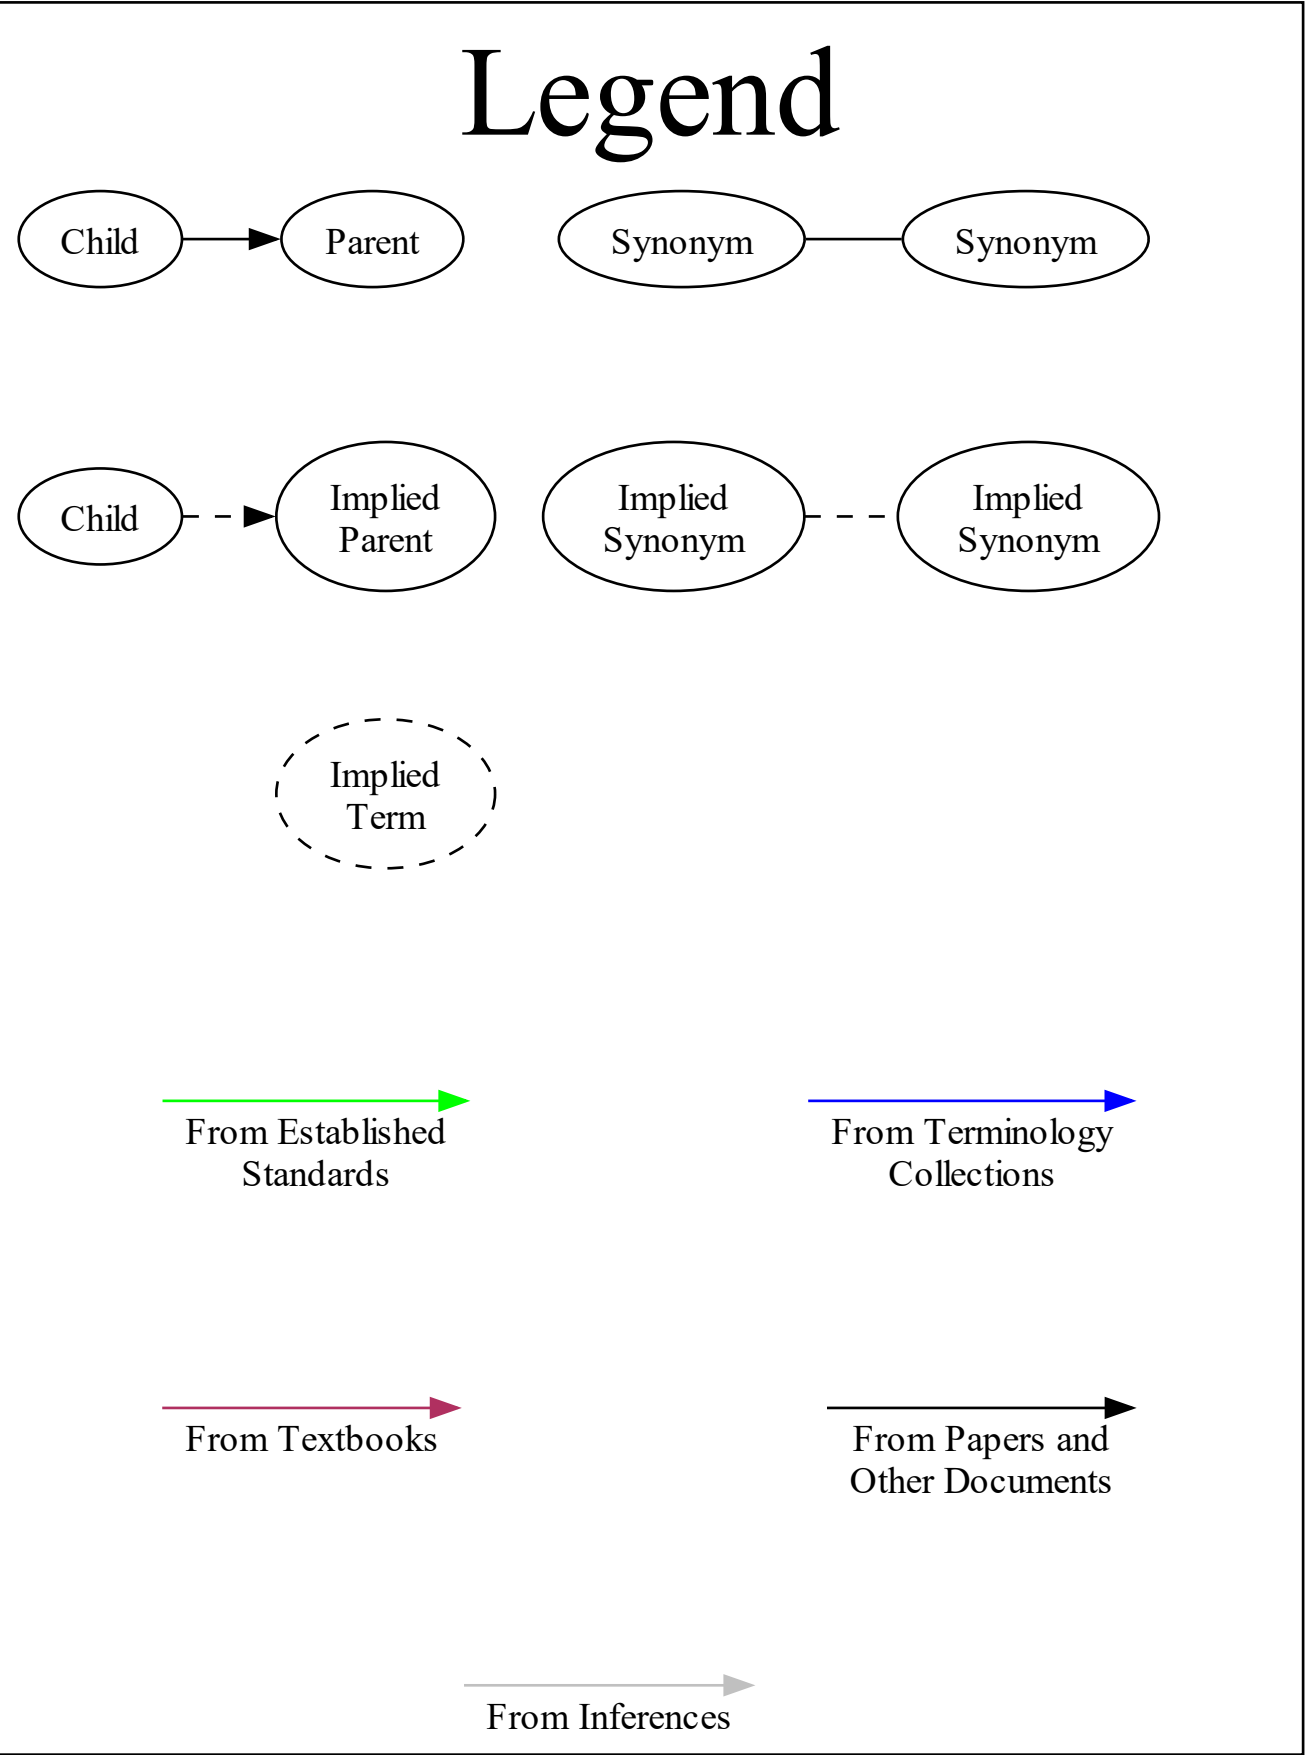 Legend
Child
Parent
Synonym
Synonym
Child
Implied
Parent
Implied
Synonym
Implied
Synonym
Implied
Term
From Established
Standards
From Terminology
Collections
From Textbooks
From Papers and
Other Documents
From Inferences